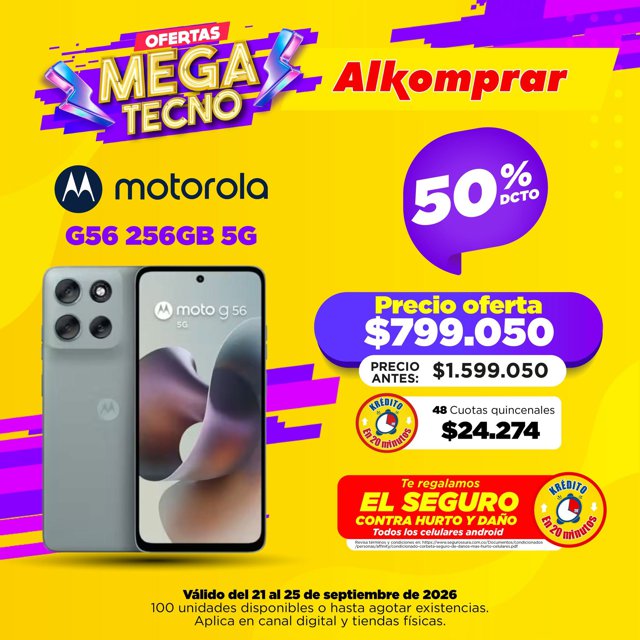 OFERTAS
MEGA
TECNO
Alkomprar
motorola
G56 256GB 5G
50%
DCTO
moto g 56
5G
Precio oferta
$799.050
PRECIO
ANTES:
$1.599.050
KRÉDITO
En 20 minutos
48 Cuotas quincenales
$24.274
Te regalamos
EL SEGURO
CONTRA HURTO Y DAÑO
Todos los celulares android
KRÉDITO
En 20 minutos
Válido del 21 al 25 de septiembre de 2026
100 unidades disponibles o hasta agotar existencias.
Aplica en canal digital y tiendas físicas.